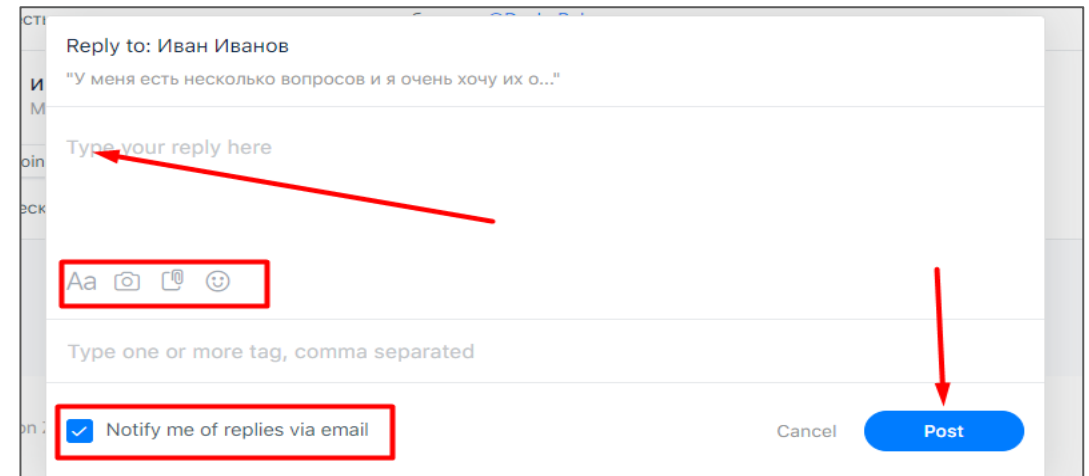 Reply to: Иван Иванов
"У меня есть несколько вопросов и я очень хочу их о..."
Type your reply here
Aa
Type one or more tag, comma separated
Notify me of replies via email
Cancel
Post